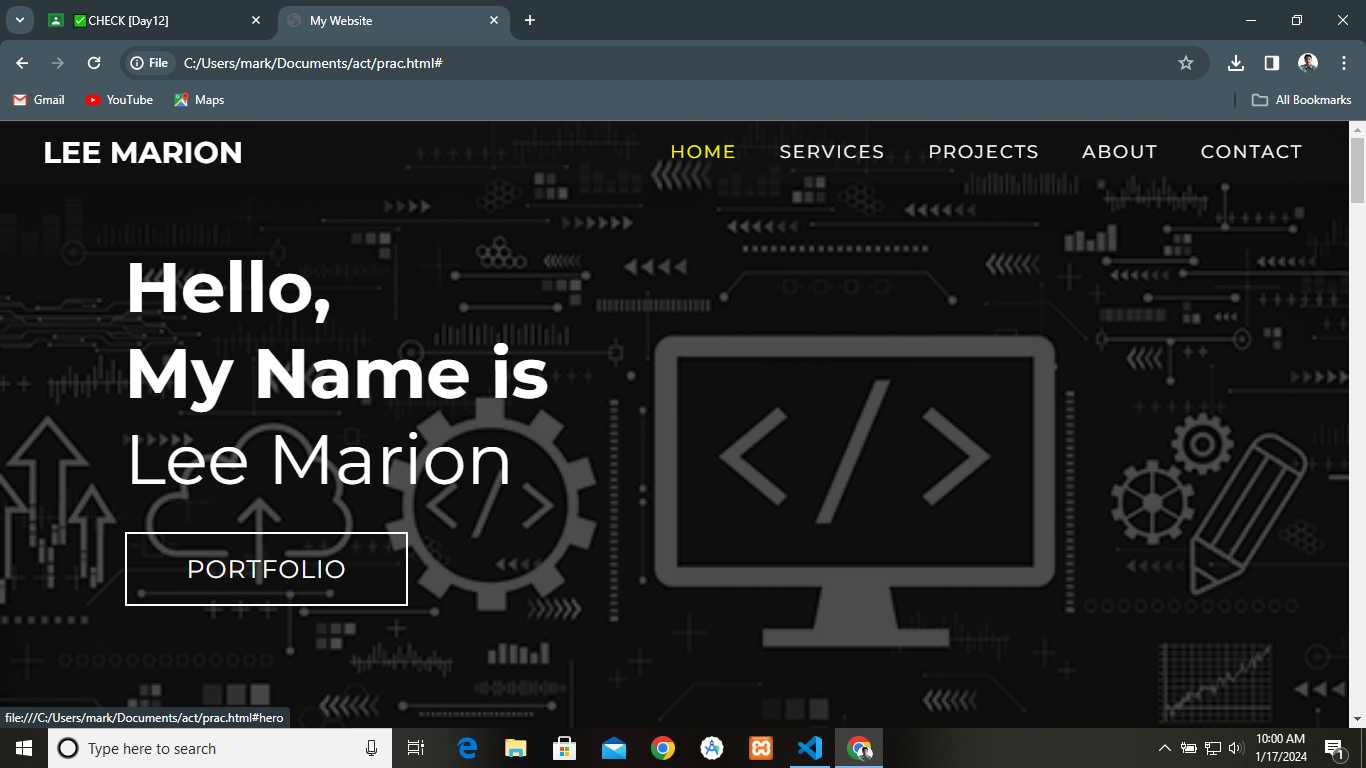 ✅CHECK [Day12]
My Website
File
C:/Users/mark/Documents/act/prac.html#
Gmail
YouTube
Maps
All Bookmarks
LEE MARION
HOME
SERVICES
PROJECTS
ABOUT
CONTACT
Hello,
My Name is
Lee Marion
</>
</>
PORTFOLIO
file:///C:/Users/mark/Documents/act/prac.html#hero
Type here to search
10:00 AM
1/17/2024
1